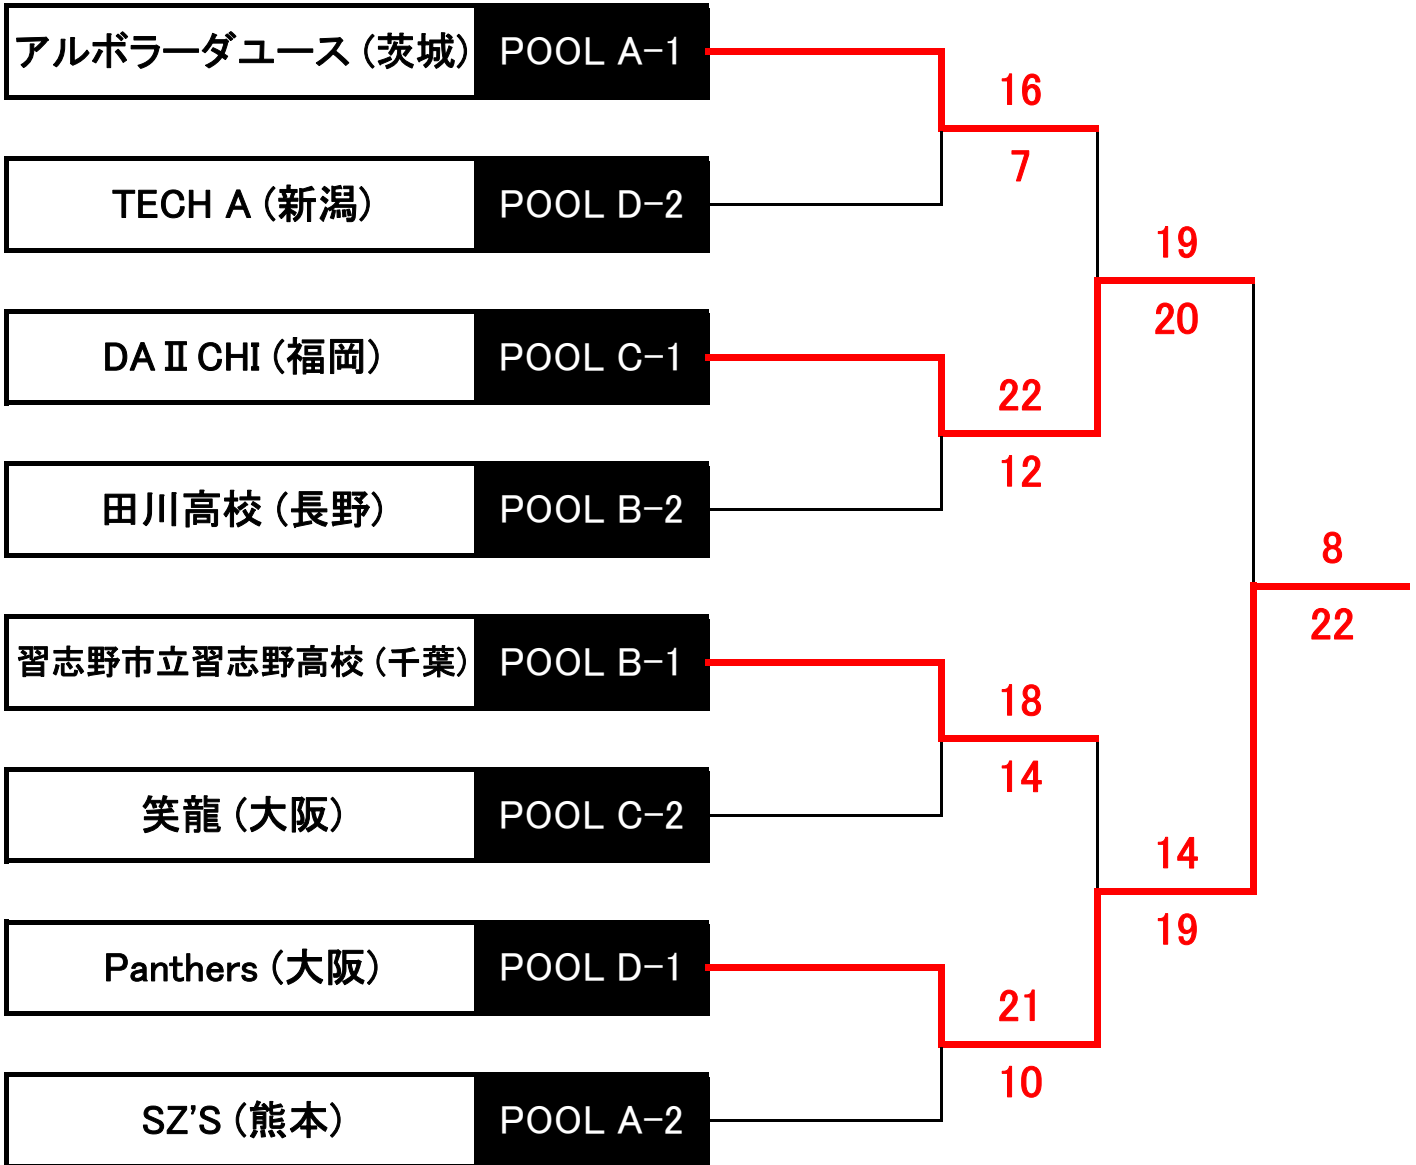 アルボラーダユース (茨城) POOL A-1
16
7
TECH A (新潟) POOL D-2
19
20
DA Ⅱ CHI (福岡) POOL C-1
22
12
田川高校 (長野) POOL B-2
8
22
習志野市立習志野高校 (千葉) POOL B-1
18
14
笑龍 (大阪) POOL C-2
14
19
Panthers (大阪) POOL D-1
21
10
SZ'S (熊本) POOL A-2